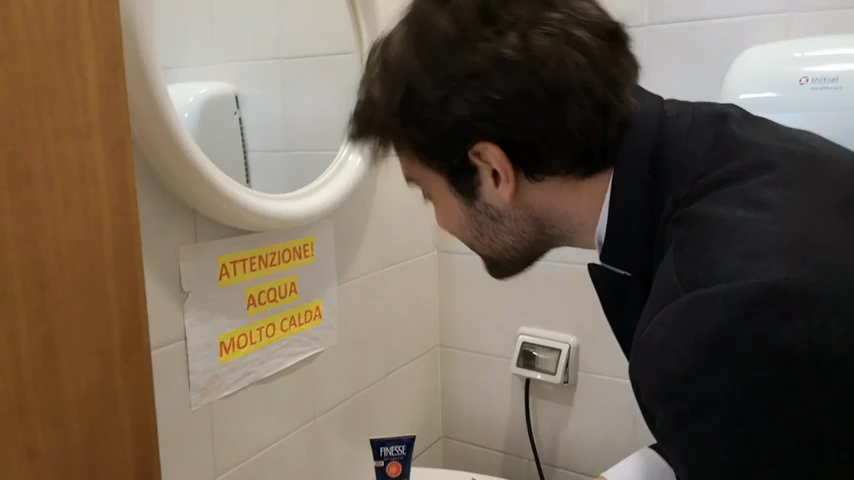 Initial
ATTENZIONE!
ACQUA
MOLTO CALDA
FINESSE